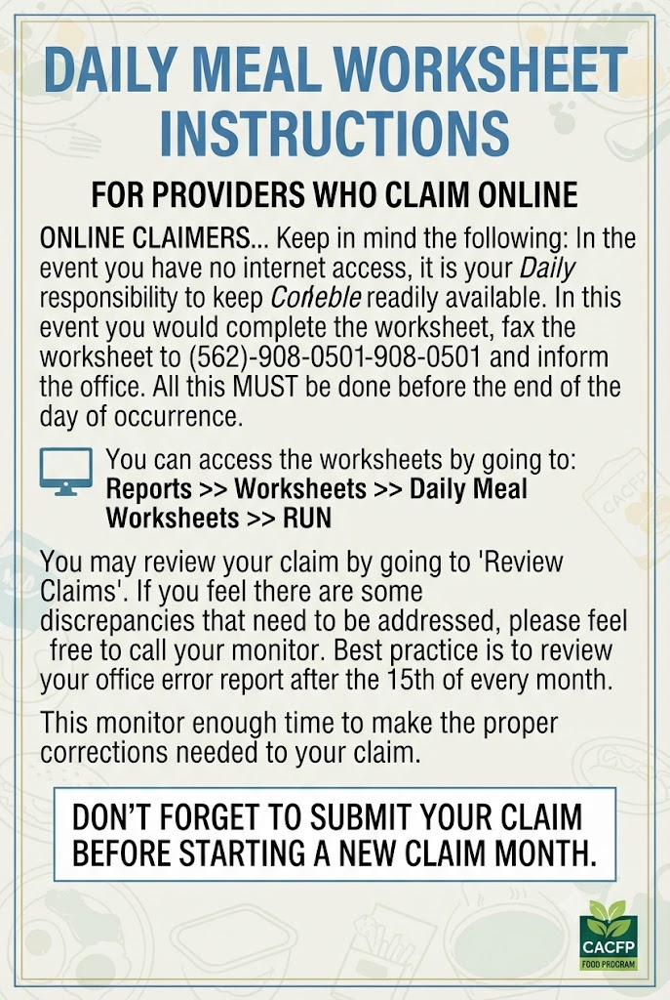 DAILY MEAL WORKSHEET
INSTRUCTIONS
FOR PROVIDERS WHO CLAIM ONLINE
ONLINE CLAIMERS... Keep in mind the following: In the
event you have no internet access, it is your Daily
responsibility to keep readily available. In this
event you would complete the worksheet, fax the
worksheet to (562)-908-0501-908-0501 and inform
the office. All this MUST be done before the end of the
day of occurrence.
You can access the worksheets by going to:
Reports >> Worksheets >> Daily Meal
Worksheets >> RUN
You may review your claim by going to 'Review
Claims'. If you feel there are some
discrepancies that need to be addressed, please feel
free to call your monitor. Best practice is to review
your office error report after the 15th of every month.
This monitor enough time to make the proper
corrections needed to your claim.
DON'T FORGET TO SUBMIT YOUR CLAIM
BEFORE STARTING A NEW CLAIM MONTH.
CACFP
CACFP
FOOD PROGRAM